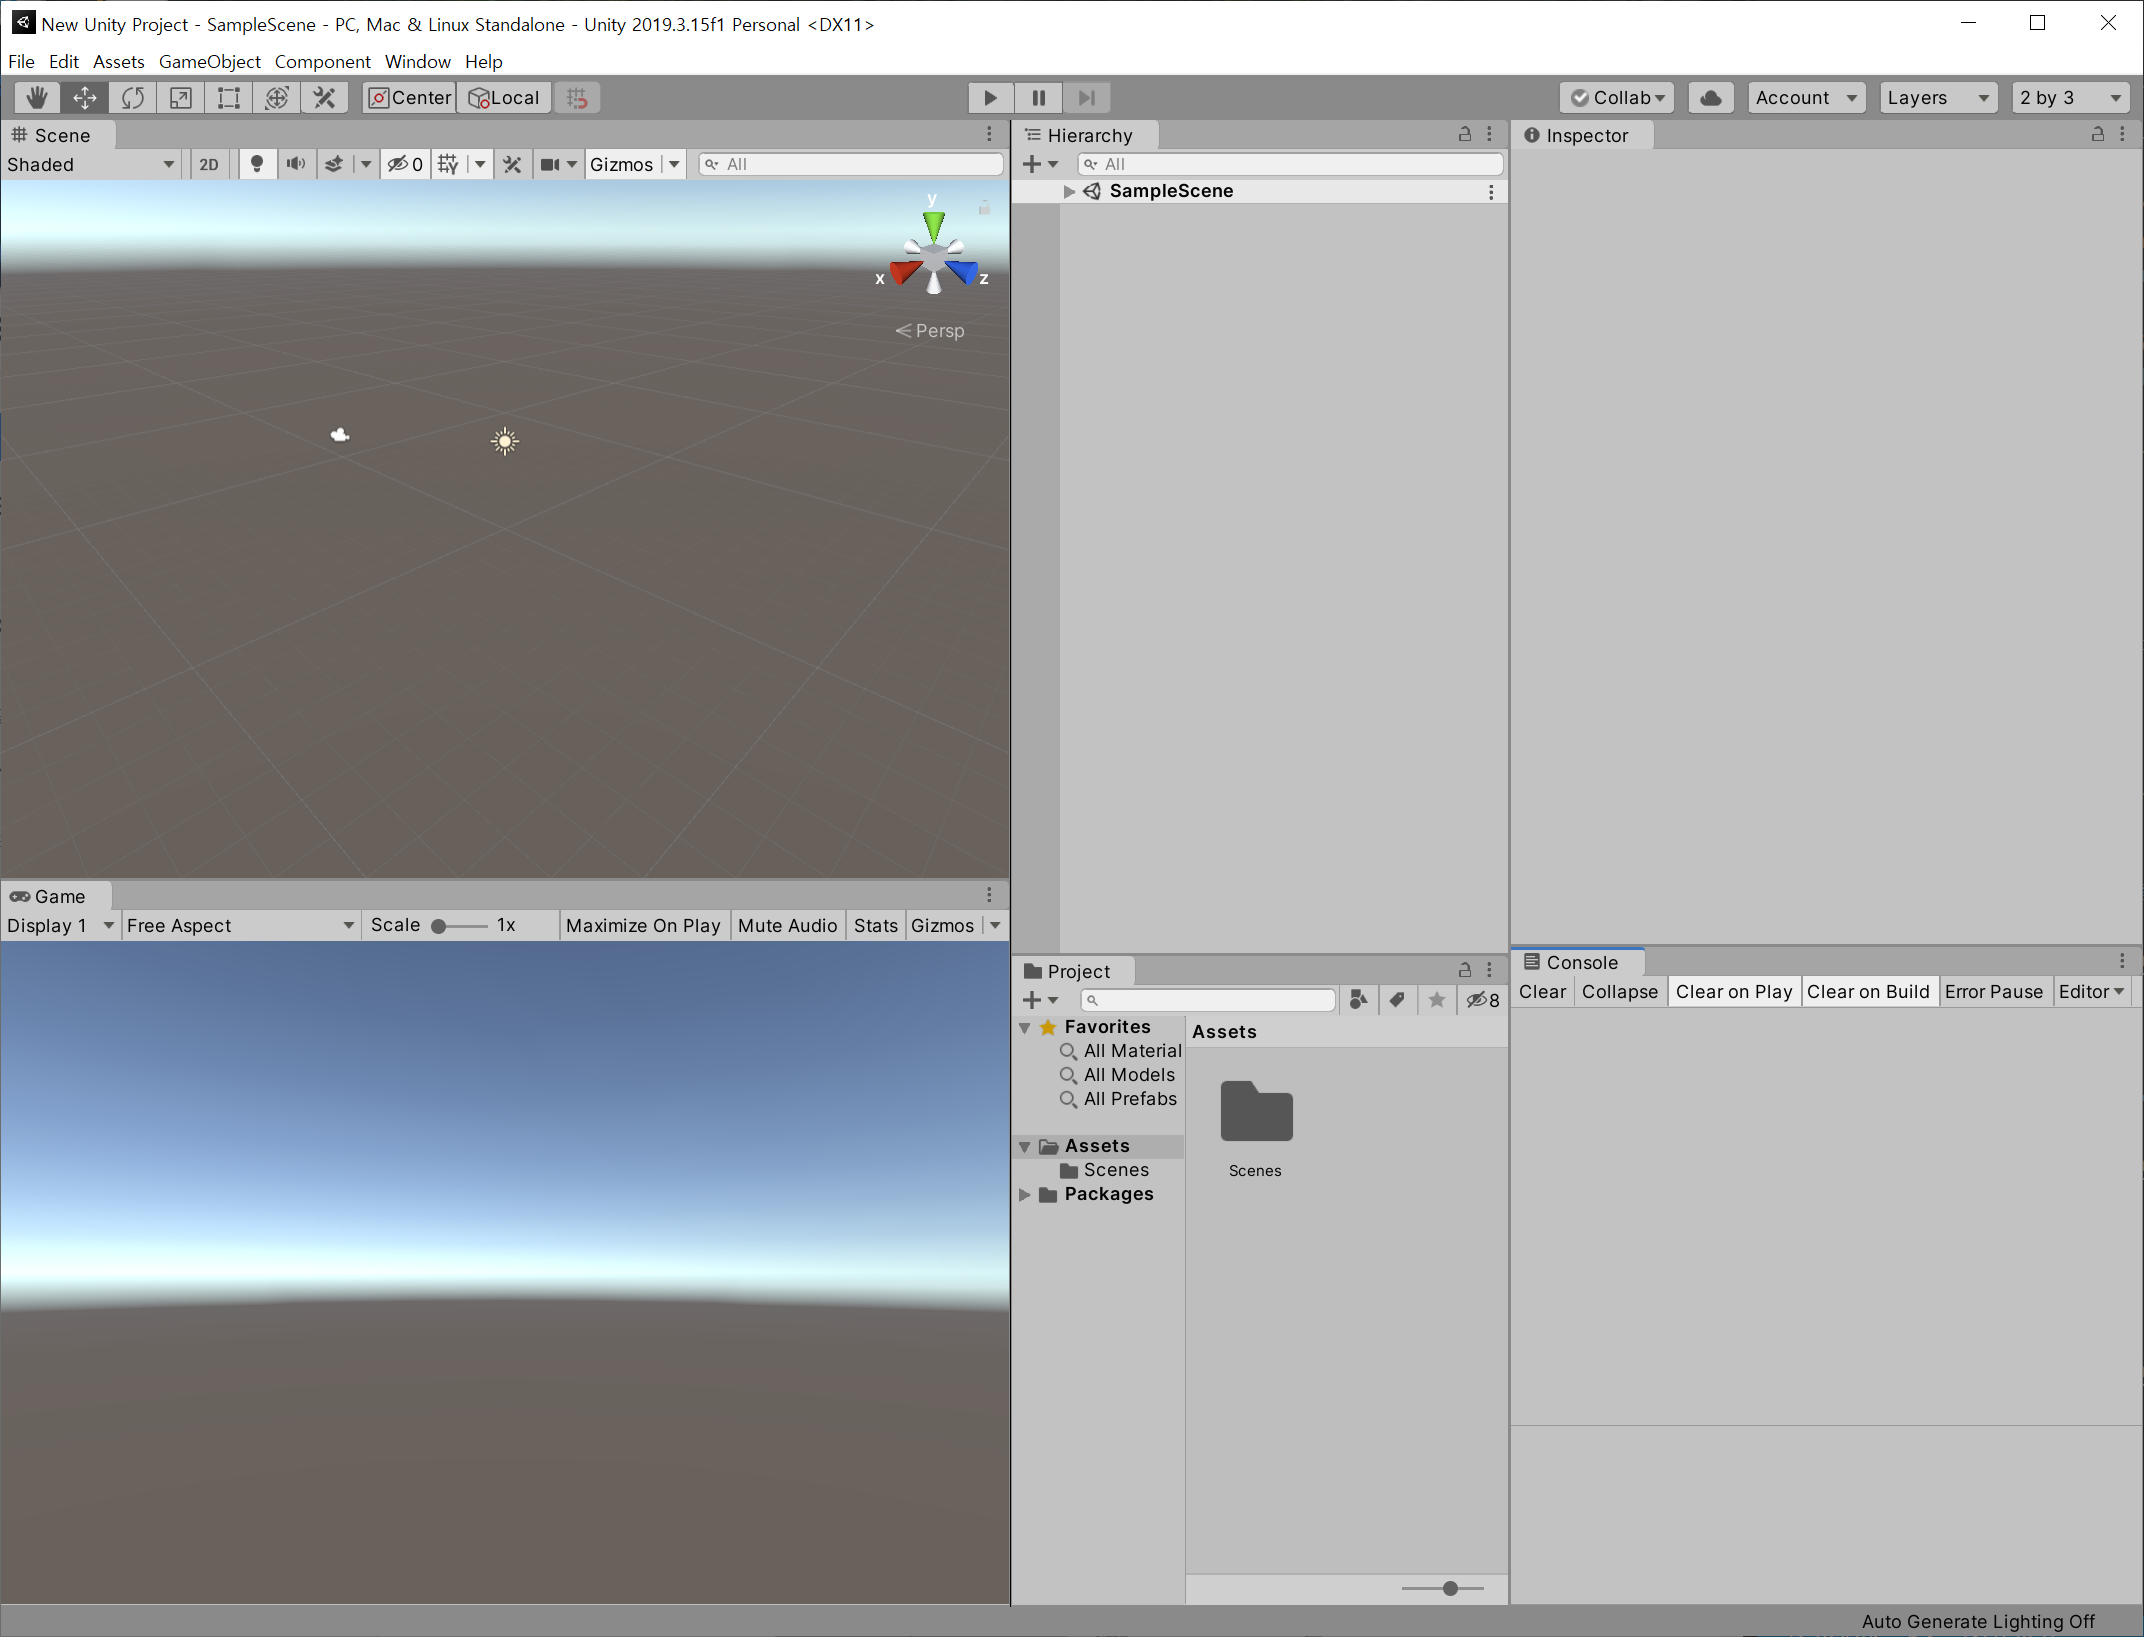 New Unity Project - SampleScene - PC, Mac & Linux Standalone - Unity 2019.3.15f1 Personal <DX11>
File Edit Assets GameObject Component Window Help
Center Local Collab Account Layers 2 by 3
Scene
Shaded 2D 0 Gizmos All
y
x z
Persp
Game
Display 1 Free Aspect Scale 1x Maximize On Play Mute Audio Stats Gizmos
Hierarchy
All
SampleScene
Project
8
Favorites
All Material
All Models
All Prefabs
Assets
Scenes
Packages
Assets
Scenes
Inspector
Console
Clear Collapse Clear on Play Clear on Build Error Pause Editor
Auto Generate Lighting Off